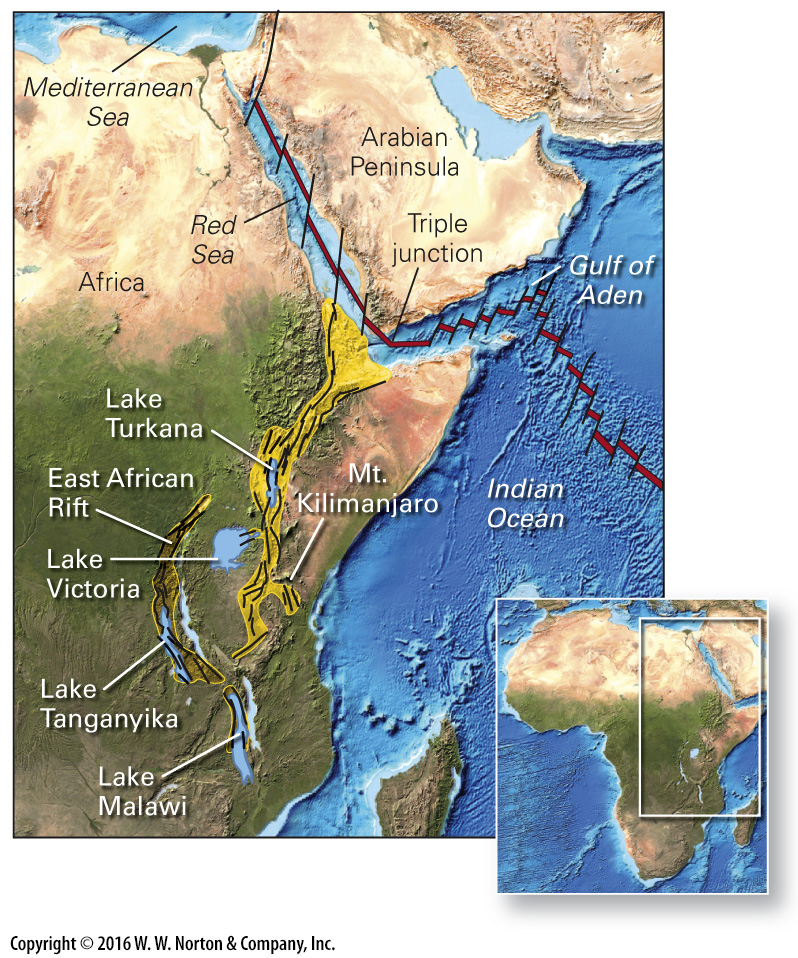 Mediterranean
Sea
Arabian
Peninsula
Red
Sea
Triple
junction
Africa
Gulf of
Aden
Lake
Turkana
East African
Rift
Mt.
Kilimanjaro
Indian
Ocean
Lake
Victoria
Lake
Tanganyika
Lake
Malawi
Copyright © 2016 W. W. Norton & Company, Inc.